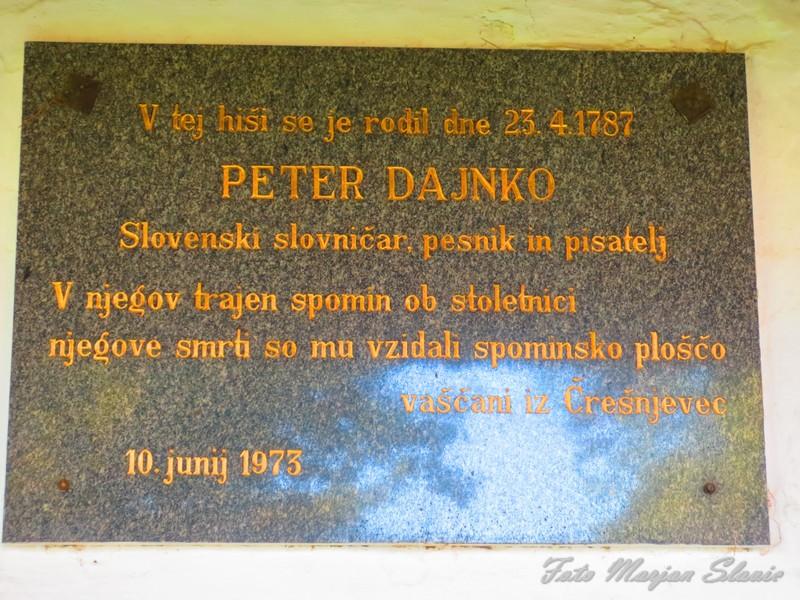 V tej hiši se je rodil dne 23. 4. 1787
PETER DAJNKO
Slovenski slovničar, pesnik in pisatelj
V njegov trajen spomin ob stoletnici
njegove smrti so mu vzidali spominsko ploščo
vaščani iz Črešnjevec
10. junij 1973
Foto Marjan Slavic